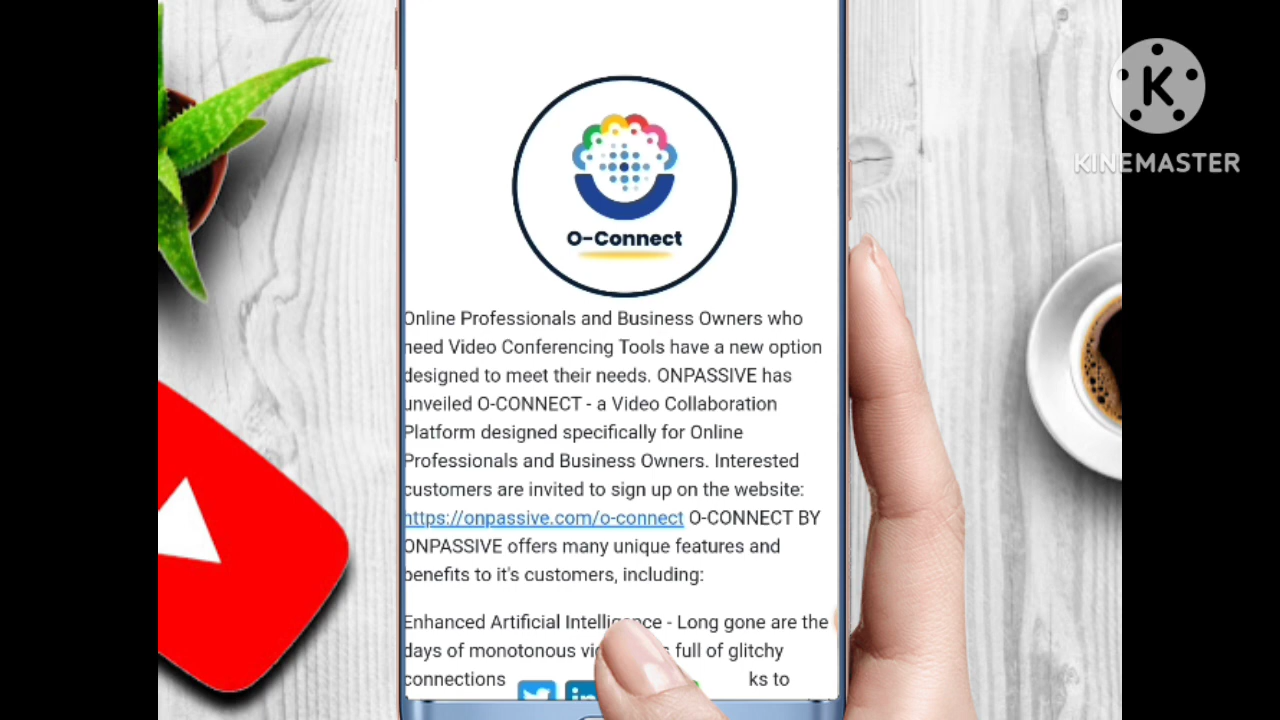 K
KINEMASTER
O-Connect
Online Professionals and Business Owners who
need Video Conferencing Tools have a new option
designed to meet their needs. ONPASSIVE has
unveiled O-CONNECT - a Video Collaboration
Platform designed specifically for Online
Professionals and Business Owners. Interested
customers are invited to sign up on the website:
https://onpassive.com/o-connect O-CONNECT BY
ONPASSIVE offers many unique features and
benefits to it's customers, including:
Enhanced Artificial Intelligence - Long gone are the
days of monotonous full of glitchy
connections ks to
in